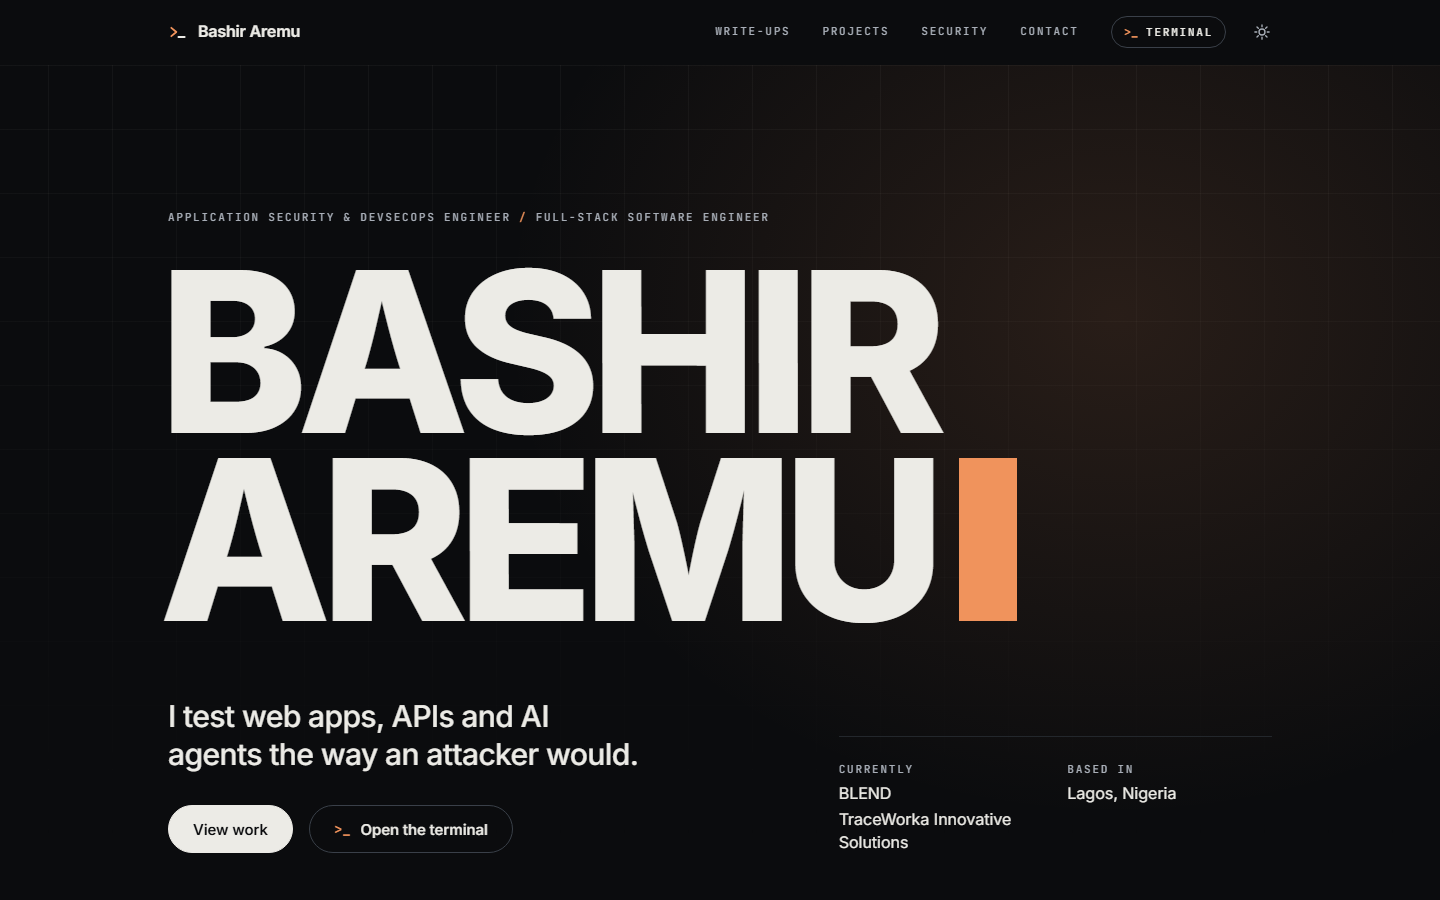 >_ Bashir Aremu
WRITE-UPS PROJECTS SECURITY CONTACT >_ TERMINAL
APPLICATION SECURITY & DEVSECOPS ENGINEER / FULL-STACK SOFTWARE ENGINEER
BASHIR
AREMU
I test web apps, APIs and AI
agents the way an attacker would.
View work >_ Open the terminal
CURRENTLY
BLEND
TraceWorka Innovative
Solutions
BASED IN
Lagos, Nigeria